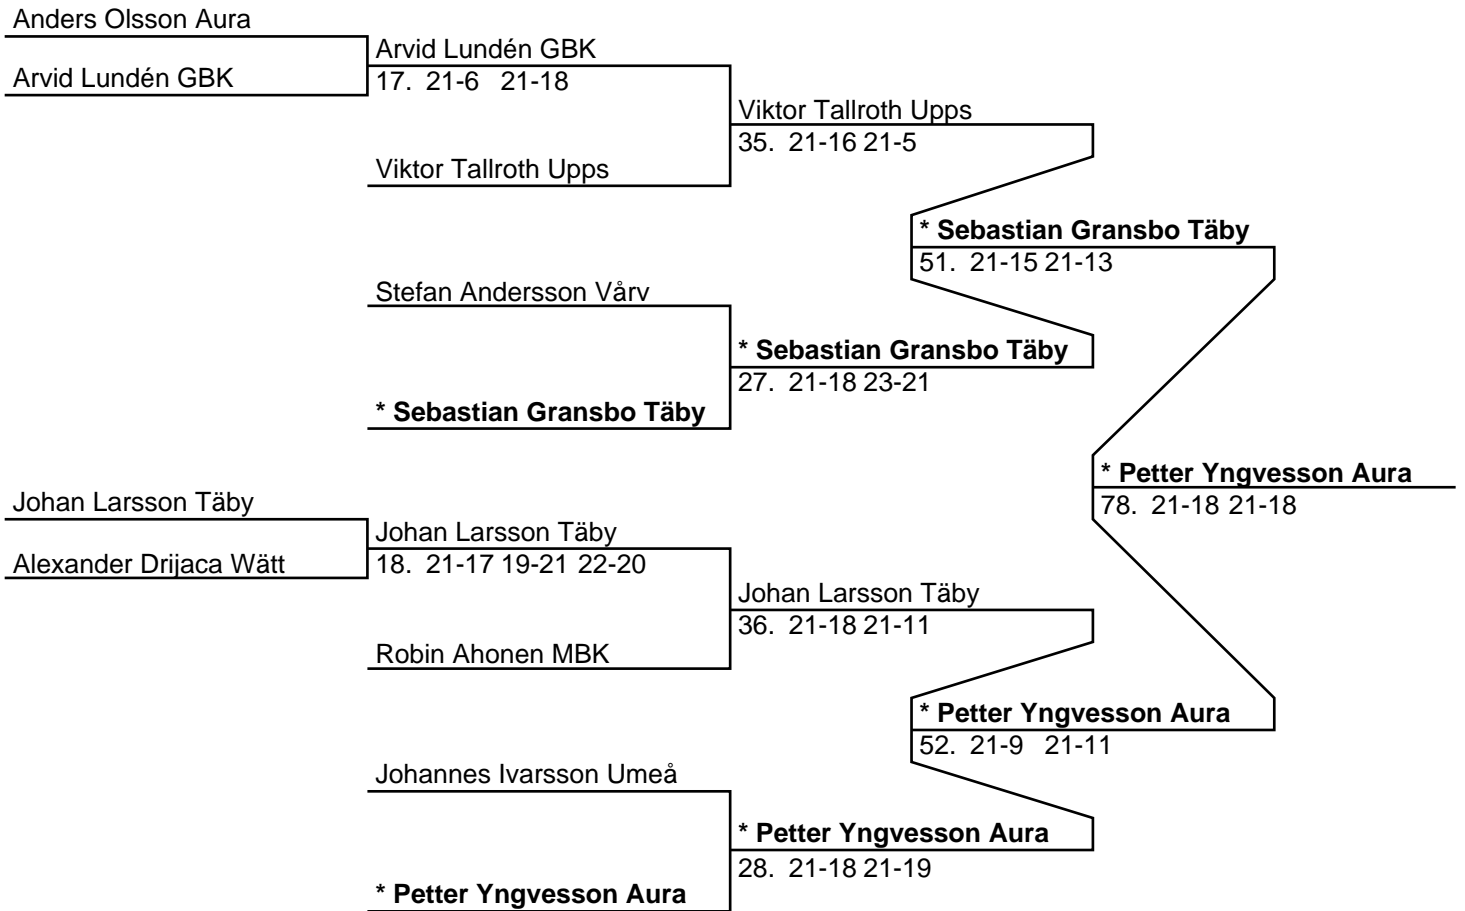 Anders Olsson Aura
Arvid Lundén GBK
Arvid Lundén GBK
17. 21-6 21-18
Viktor Tallroth Upps
35. 21-16 21-5
Viktor Tallroth Upps
* Sebastian Gransbo Täby
51. 21-15 21-13
Stefan Andersson Vårv
* Sebastian Gransbo Täby
27. 21-18 23-21
* Sebastian Gransbo Täby
* Petter Yngvesson Aura
78. 21-18 21-18
Johan Larsson Täby
Johan Larsson Täby
Alexander Drijaca Wätt
18. 21-17 19-21 22-20
Johan Larsson Täby
36. 21-18 21-11
Robin Ahonen MBK
* Petter Yngvesson Aura
52. 21-9 21-11
Johannes Ivarsson Umeå
* Petter Yngvesson Aura
28. 21-18 21-19
* Petter Yngvesson Aura